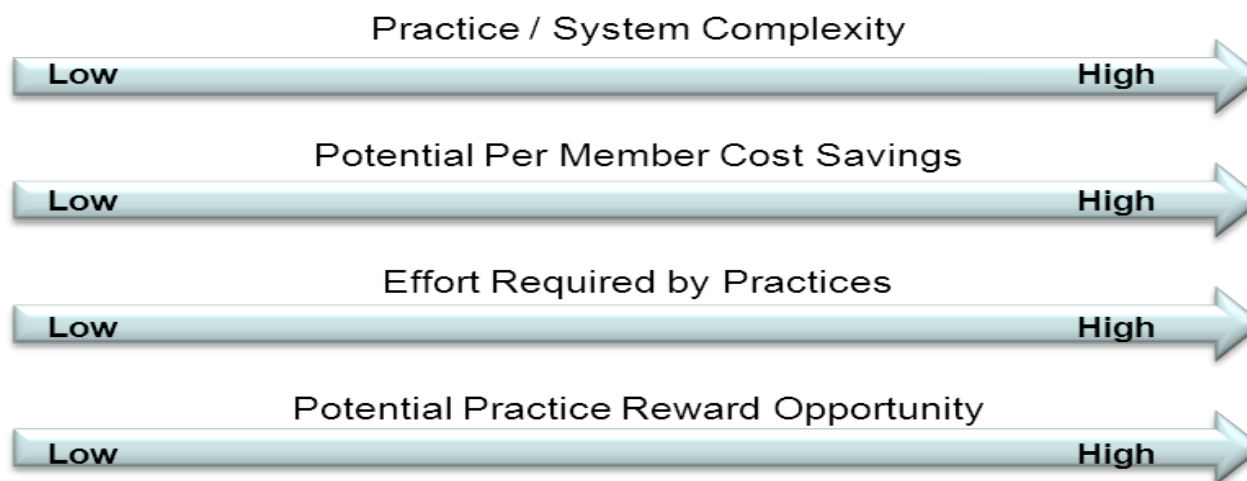 Practice / System Complexity
Low High
Potential Per Member Cost Savings
Low High
Effort Required by Practices
Low High
Potential Practice Reward Opportunity
Low High